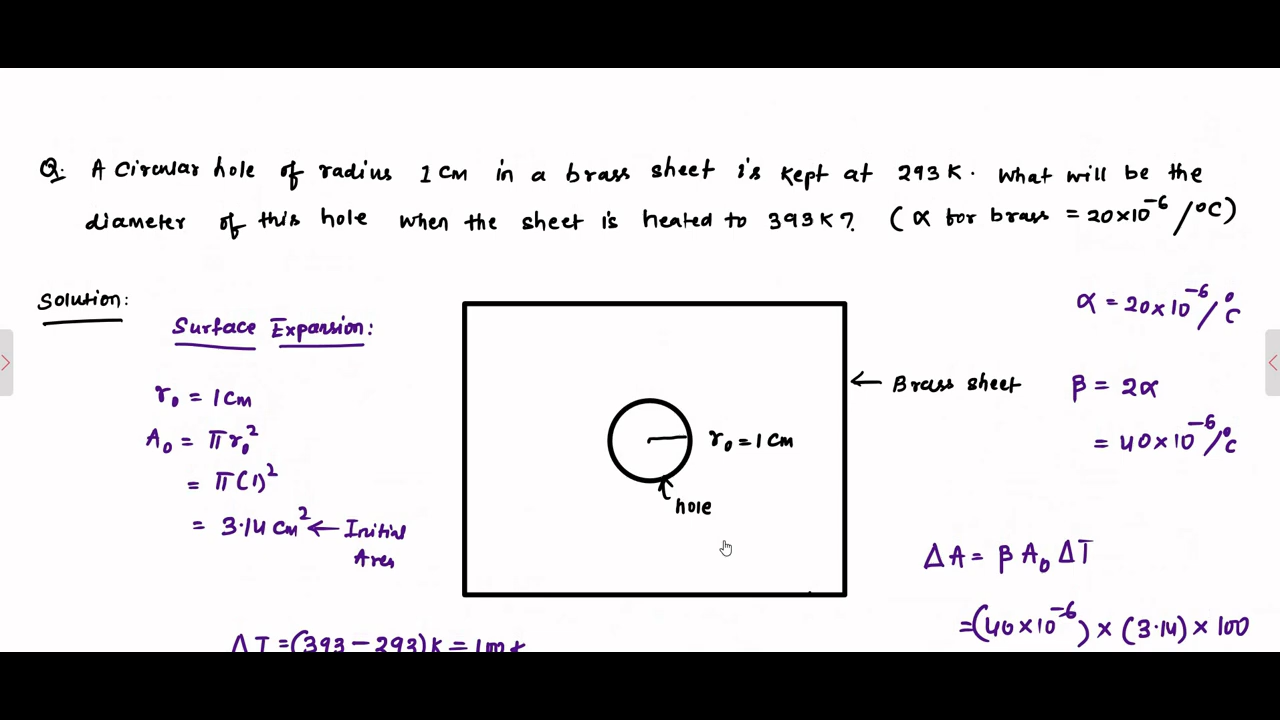 Q. A Circular hole of radius 1 cm in a brass sheet is kept at 293 K. What will be the
diameter of this hole when the sheet is heated to 393 K? (α for brass = 20×10⁻⁶/°C)
Solution:
Surface Expansion:
r₀ = 1 cm
A₀ = πr₀²
= π(1)²
= 3.14 cm² ← Initial
Area
r₀ = 1 cm
hole
← Brass sheet
α = 20×10⁻⁶/°C
β = 2α
= 40×10⁻⁶/°C
ΔA = β A₀ ΔT
=(40×10⁻⁶) × (3.14) × 100
ΔT = (393 − 293)K =